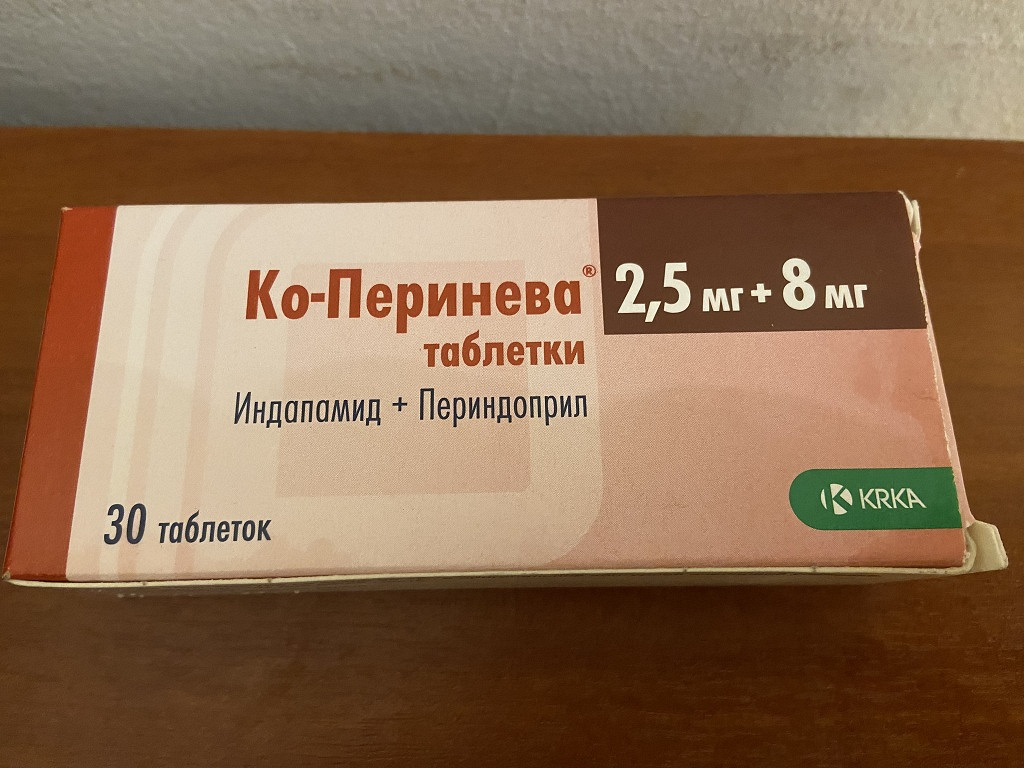 Ко-Перинева®
таблетки
2,5 мг + 8 мг
Индапамид + Периндоприл
30 таблеток
KRKA